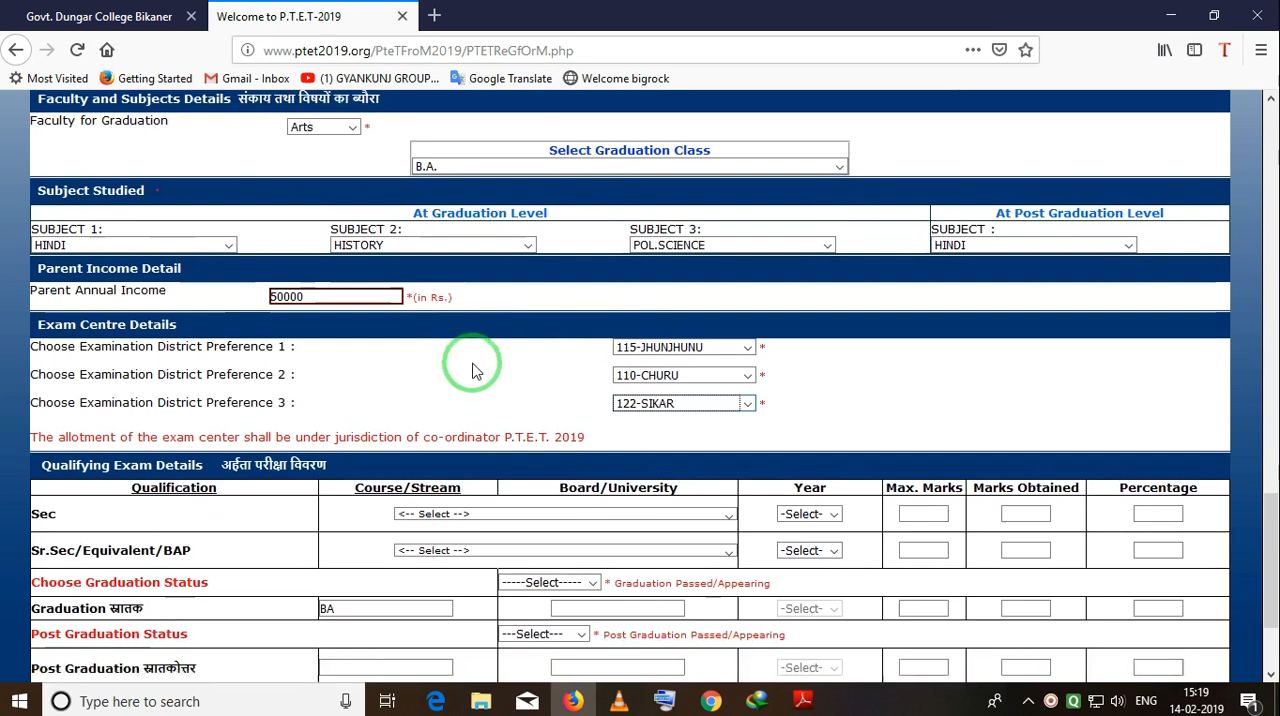 Govt. Dungar College Bikaner
Welcome to P.T.E.T-2019
www.ptet2019.org/PteTFroM2019/PTETReGfOrM.php
Most Visited Getting Started Gmail - Inbox (1) GYANKUNJ GROUP... Google Translate Welcome bigrock
Faculty and Subjects Details संकाय तथा विषयों का ब्यौरा
Faculty for Graduation Arts *
Select Graduation Class
B.A.
Subject Studied *
At Graduation Level At Post Graduation Level
SUBJECT 1: SUBJECT 2: SUBJECT 3: SUBJECT :
HINDI HISTORY POL.SCIENCE HINDI
Parent Income Detail
Parent Annual Income 50000 *(in Rs.)
Exam Centre Details
Choose Examination District Preference 1 : 115-JHUNJHUNU *
Choose Examination District Preference 2 : 110-CHURU *
Choose Examination District Preference 3 : 122-SIKAR *
The allotment of the exam center shall be under jurisdiction of co-ordinator P.T.E.T. 2019
Qualifying Exam Details अर्हता परीक्षा विवरण
Qualification Course/Stream Board/University Year Max. Marks Marks Obtained Percentage
Sec <-- Select --> -Select-
Sr.Sec/Equivalent/BAP <-- Select --> -Select-
Choose Graduation Status -----Select----- * Graduation Passed/Appearing
Graduation स्नातक BA -Select-
Post Graduation Status ---Select--- * Post Graduation Passed/Appearing
Post Graduation स्नातकोत्तर -Select-
Type here to search
ENG
15:19
14-02-2019